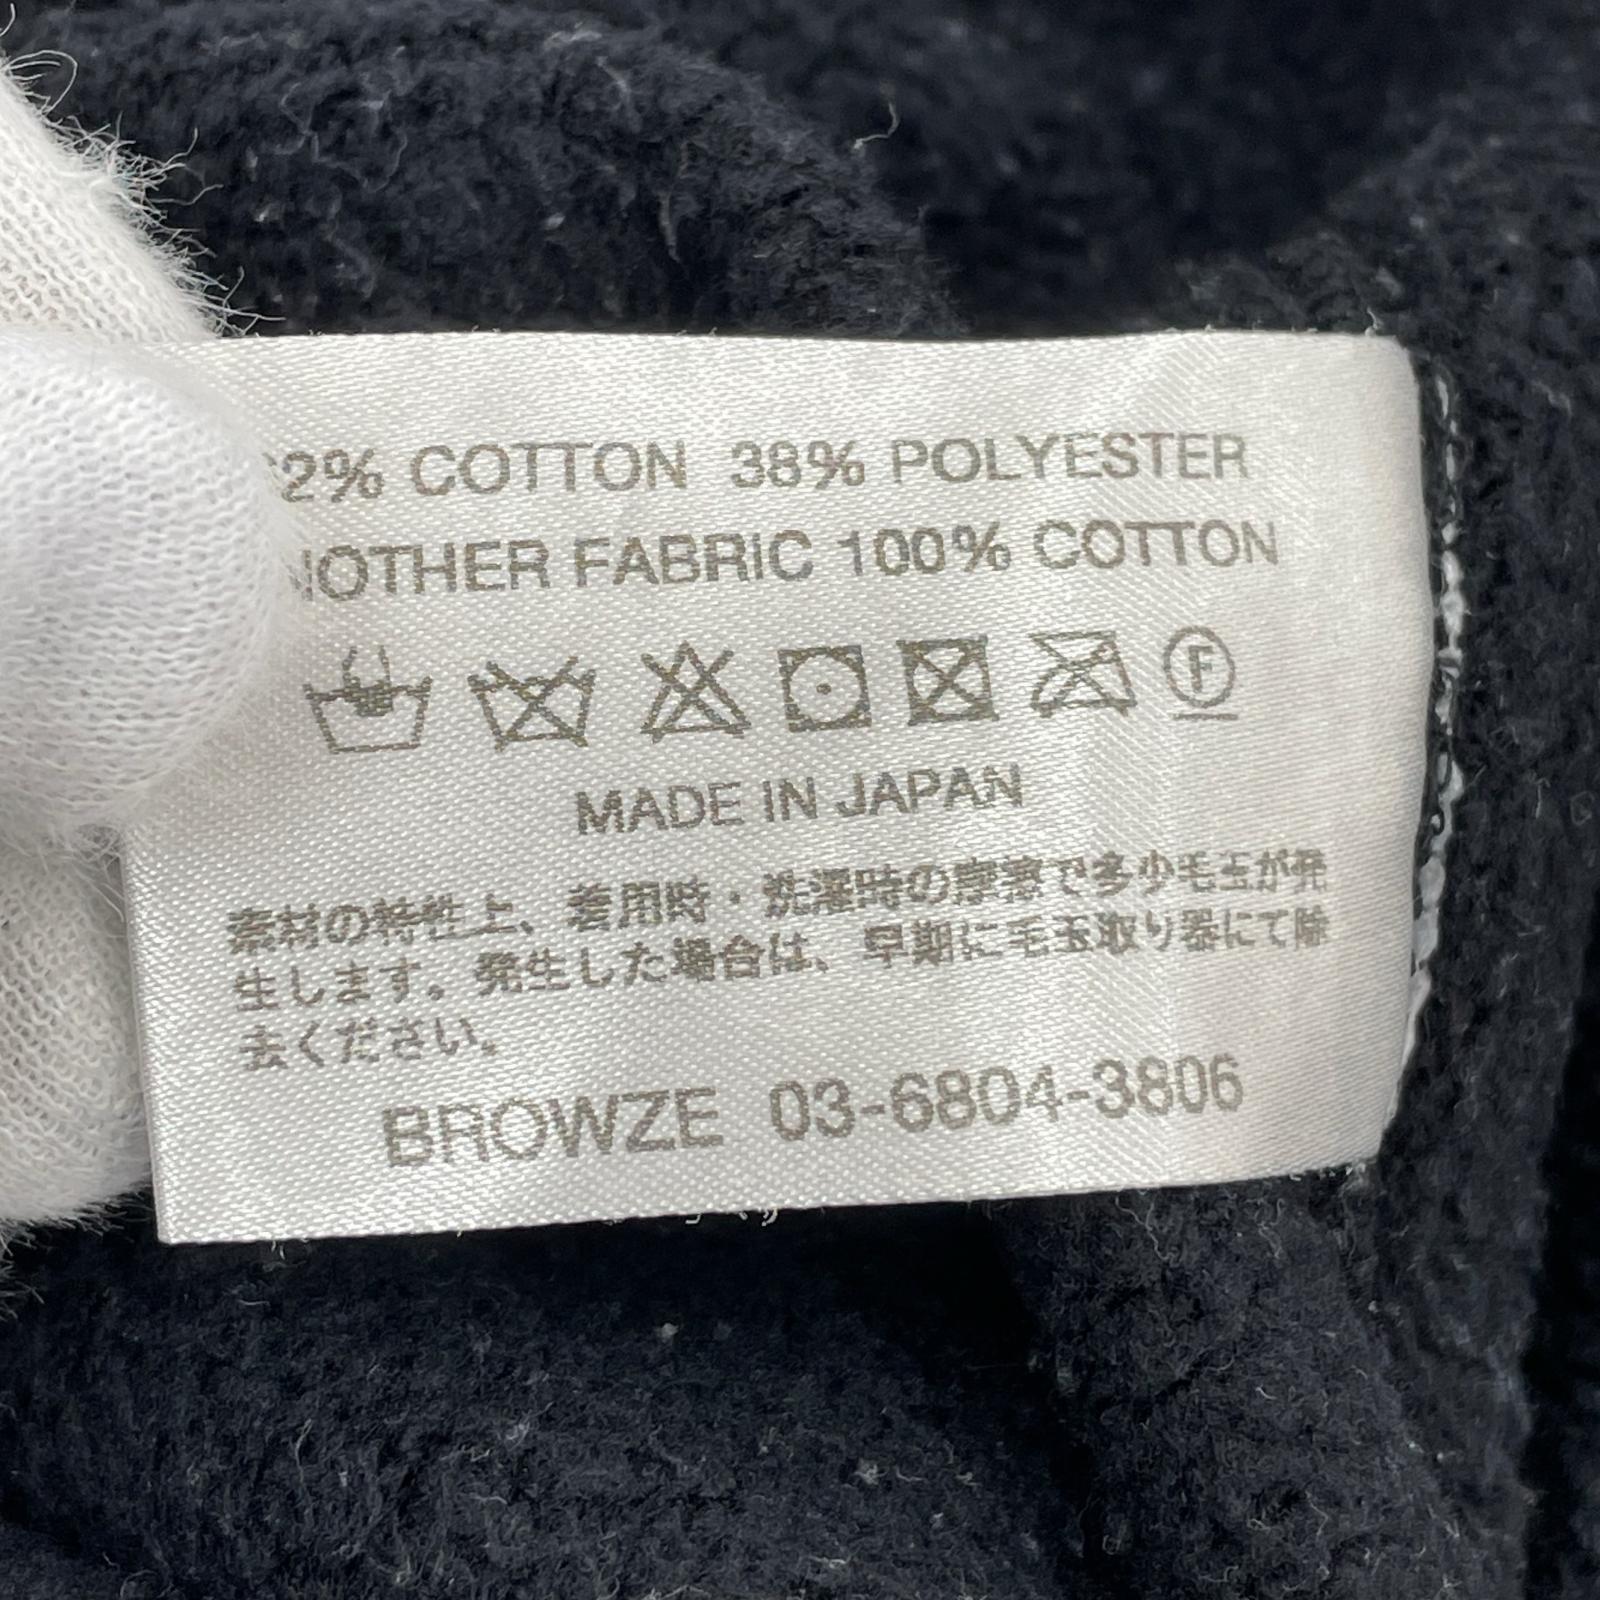 2% COTTON 38% POLYESTER
OTHER FABRIC 100% COTTON
F
MADE IN JAPAN
素材の特性上、着用時・洗濯時の摩擦で多少毛玉が発
生します。発生した場合は、早期に毛玉取り器にて除
去ください。
BROWZE 03-6804-3806